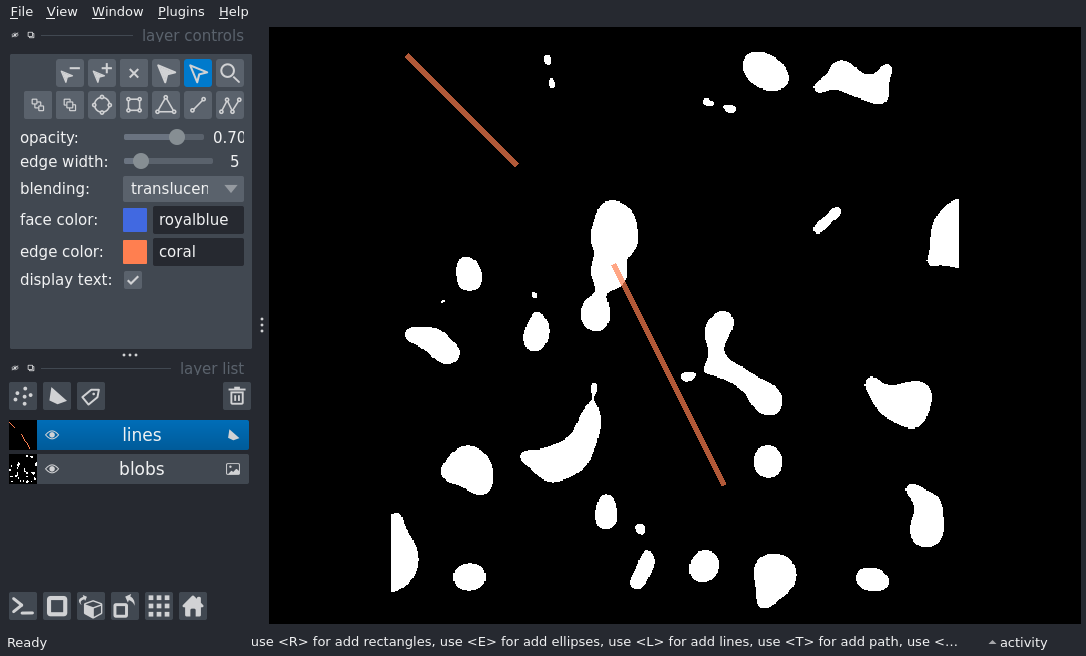 File View Window Plugins Help
layer controls
opacity: 0.70
edge width: 5
blending: translucen
face color: royalblue
edge color: coral
display text:
layer list
lines
blobs
Ready use <R> for add rectangles, use <E> for add ellipses, use <L> for add lines, use <T> for add path, use <... activity